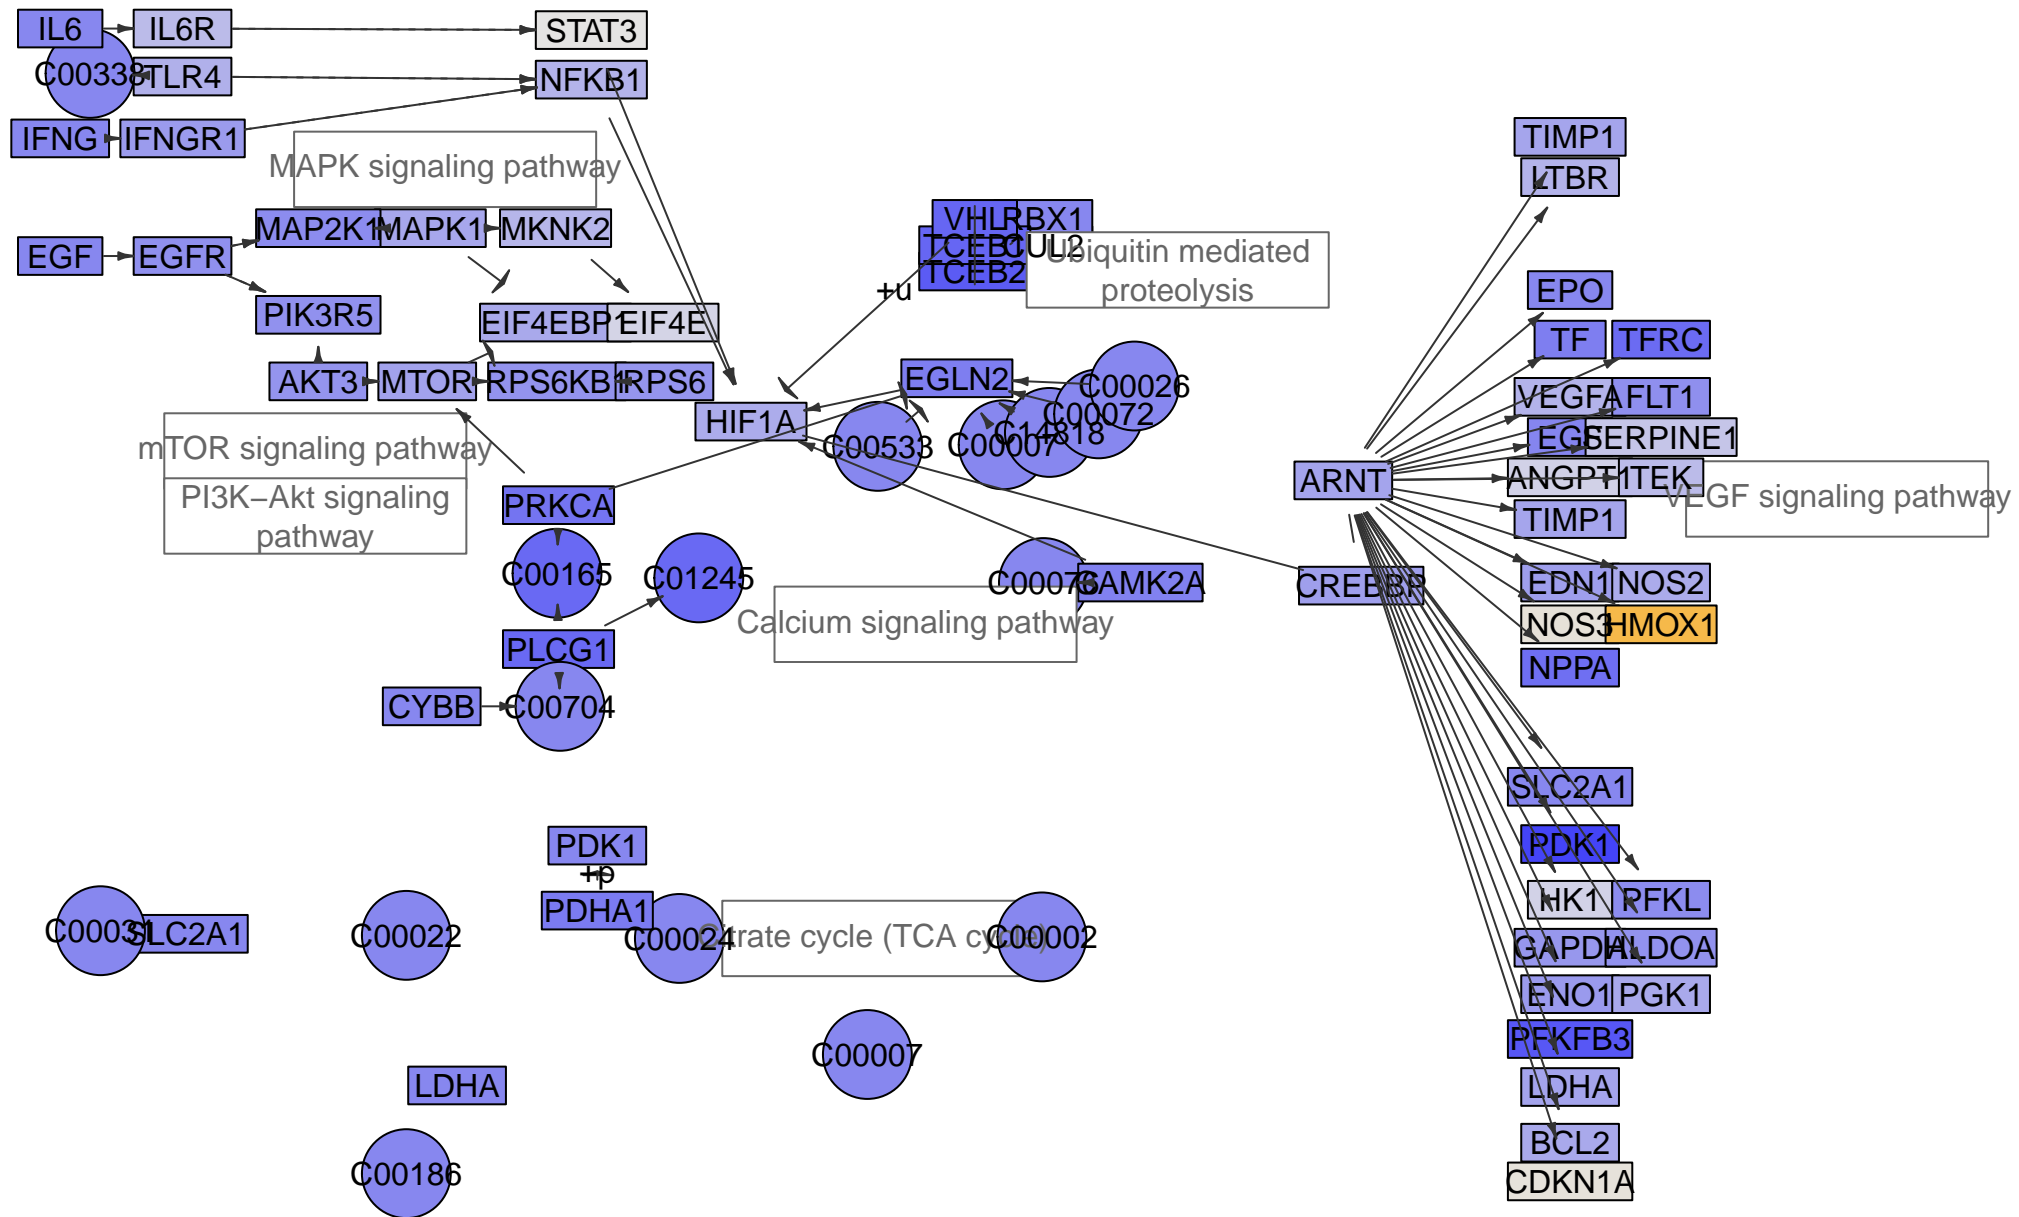 IL6
IL6R
STAT3
C00338
TLR4
NFKB1
IFNG
IFNGR1
TIMP1
MAPK signaling pathway
LTBR
MAP2K1
MAPK1
MKNK2
VHL
RBX1
EGF
EGFR
TCEB1
CUL2
Ubiquitin mediated
proteolysis
TCEB2
+u
EPO
PIK3R5
EIF4EBP1
EIF4E
TF
TFRC
AKT3
MTOR
RPS6KB1
RPS6
EGLN2
C00026
VEGFA
FLT1
HIF1A
C00072
C14818
C00007
C00533
EGF
SERPINE1
mTOR signaling pathway
PI3K–Akt signaling
pathway
ARNT
ANGPT1
TEK
VEGF signaling pathway
PRKCA
TIMP1
C00165
C01245
C00076
CAMK2A
CREBBP
EDN1
NOS2
Calcium signaling pathway
NOS3
HMOX1
PLCG1
NPPA
CYBB
C00704
SLC2A1
PDK1
+p
PDK1
PDHA1
HK1
PFKL
C00031
SLC2A1
C00022
C00024
Citrate cycle (TCA cycle)
C00002
GAPDH
ALDOA
ENO1
PGK1
PFKFB3
C00007
LDHA
LDHA
BCL2
C00186
CDKN1A